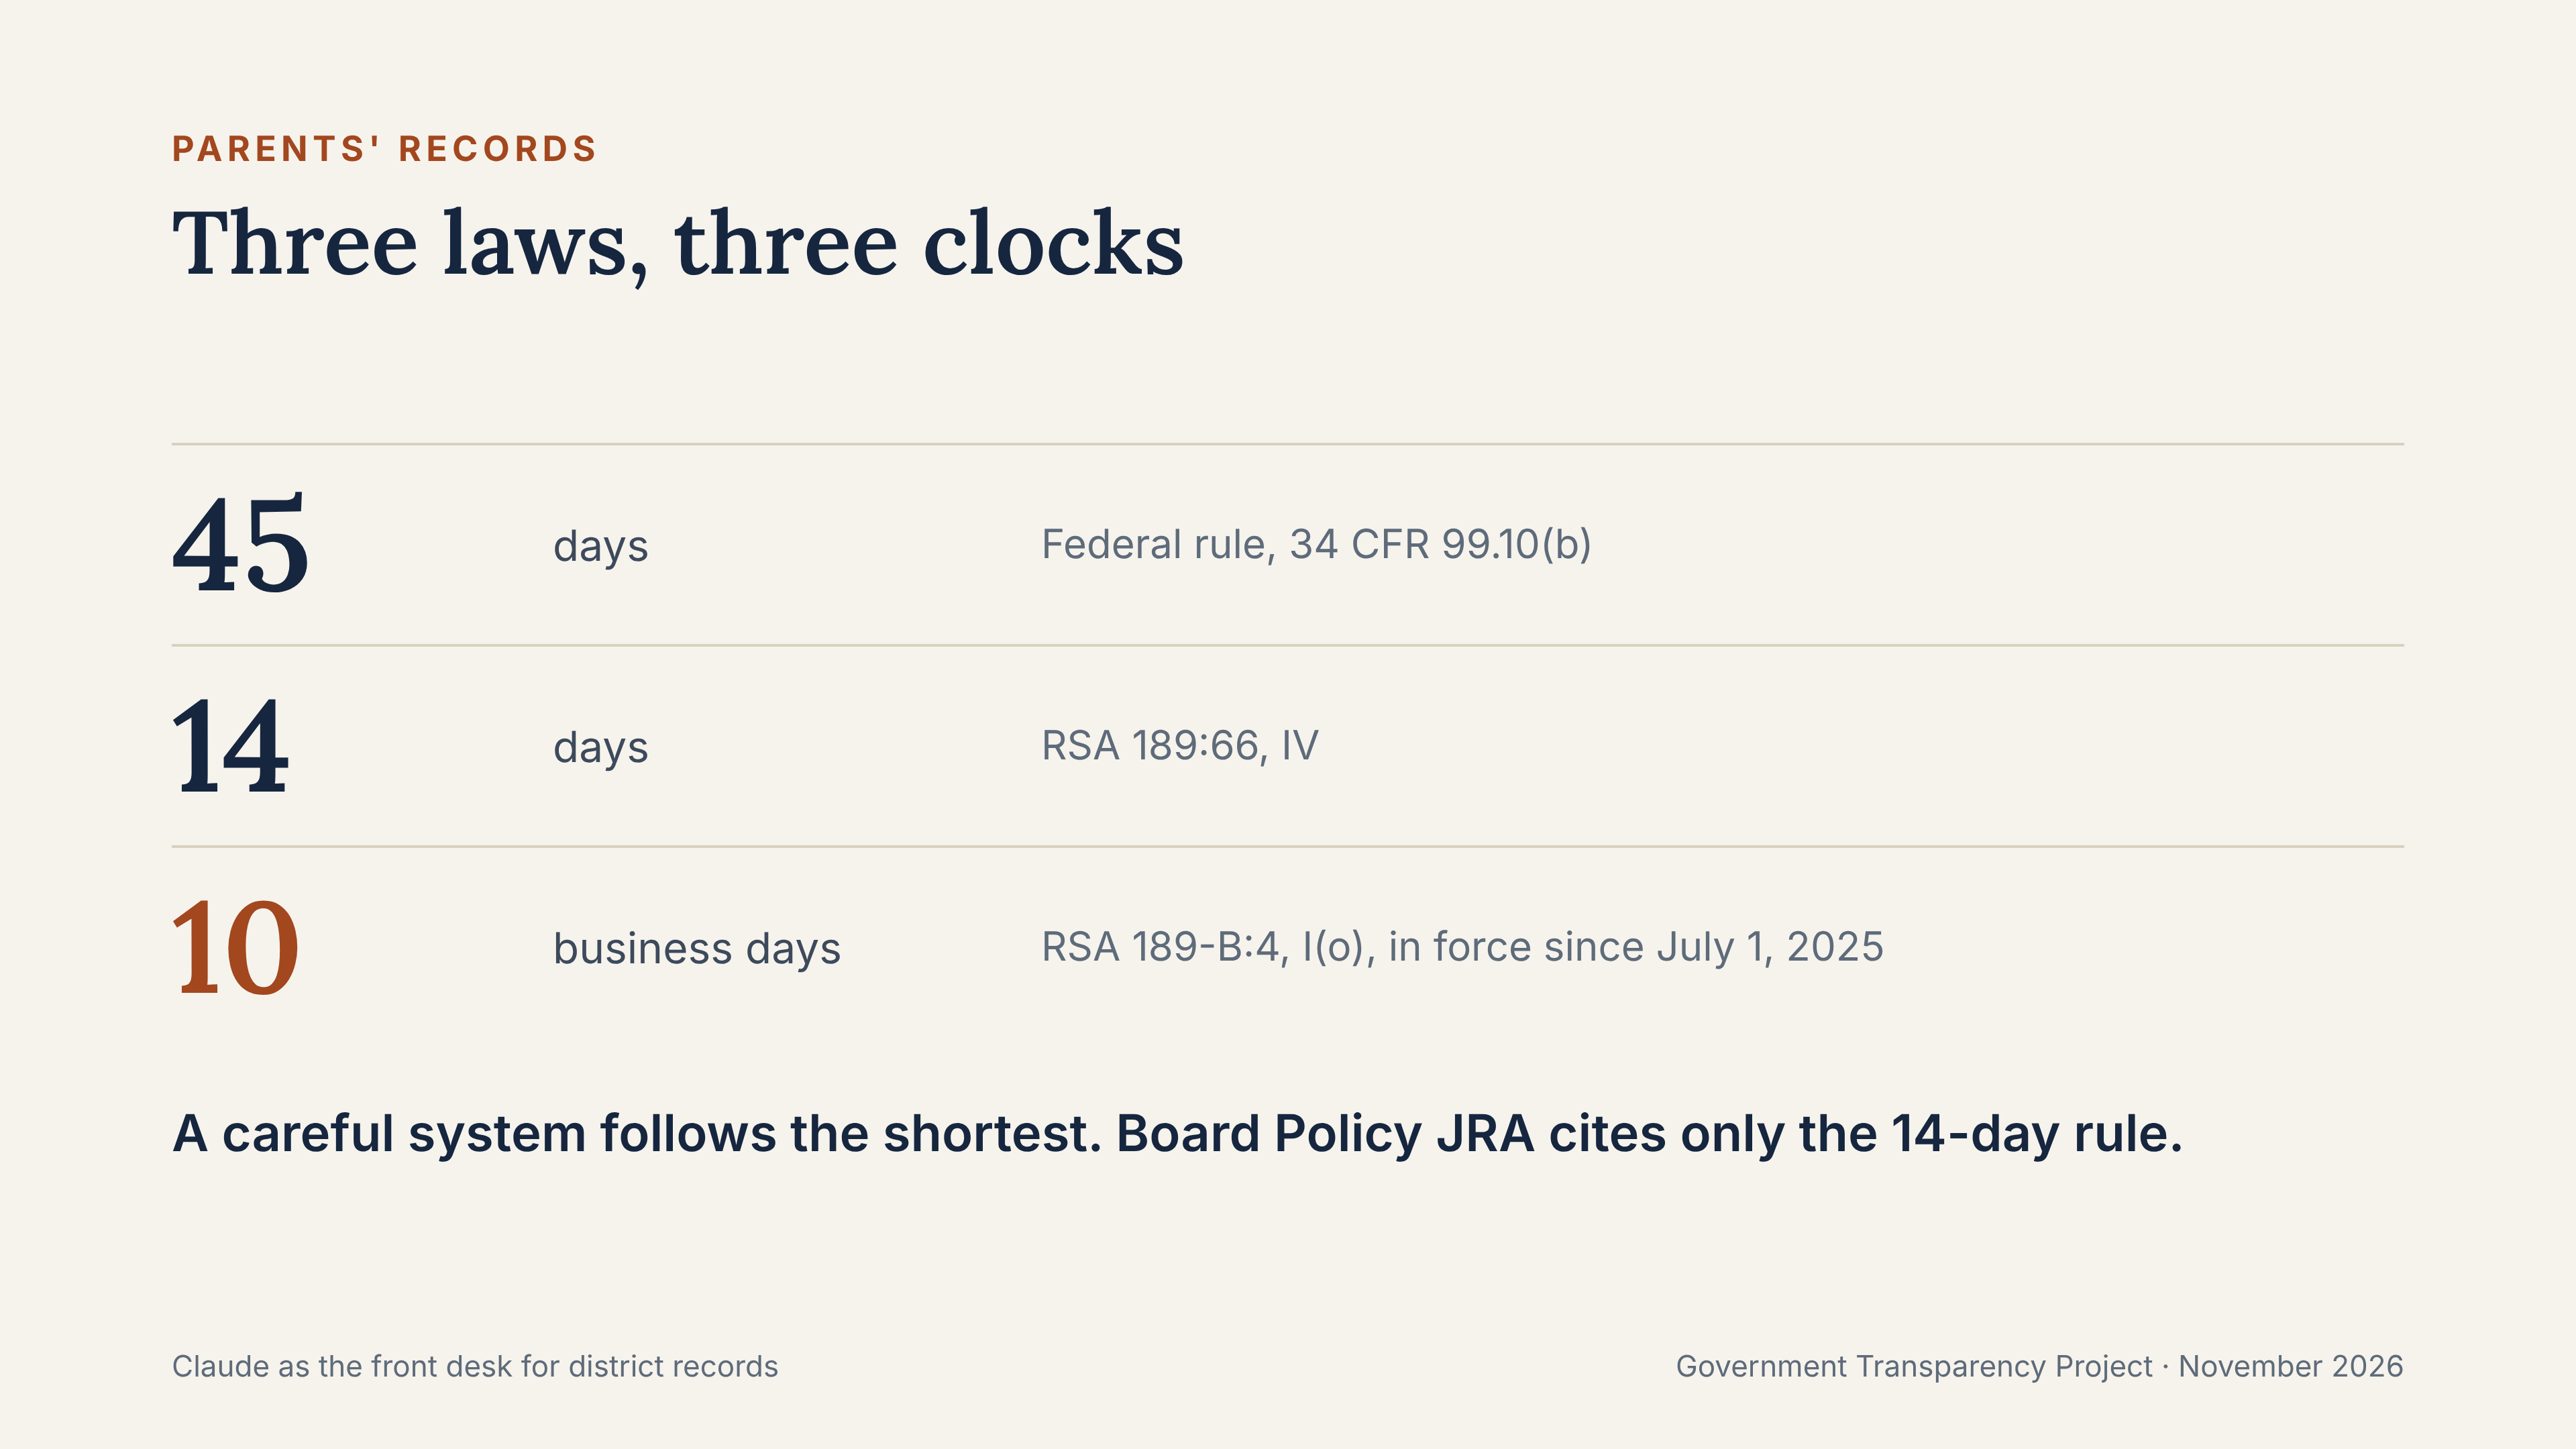 PARENTS' RECORDS
Three laws, three clocks
45 days Federal rule, 34 CFR 99.10(b)
14 days RSA 189:66, IV
10 business days RSA 189-B:4, I(o), in force since July 1, 2025
A careful system follows the shortest. Board Policy JRA cites only the 14-day rule.
Claude as the front desk for district records
Government Transparency Project · November 2026